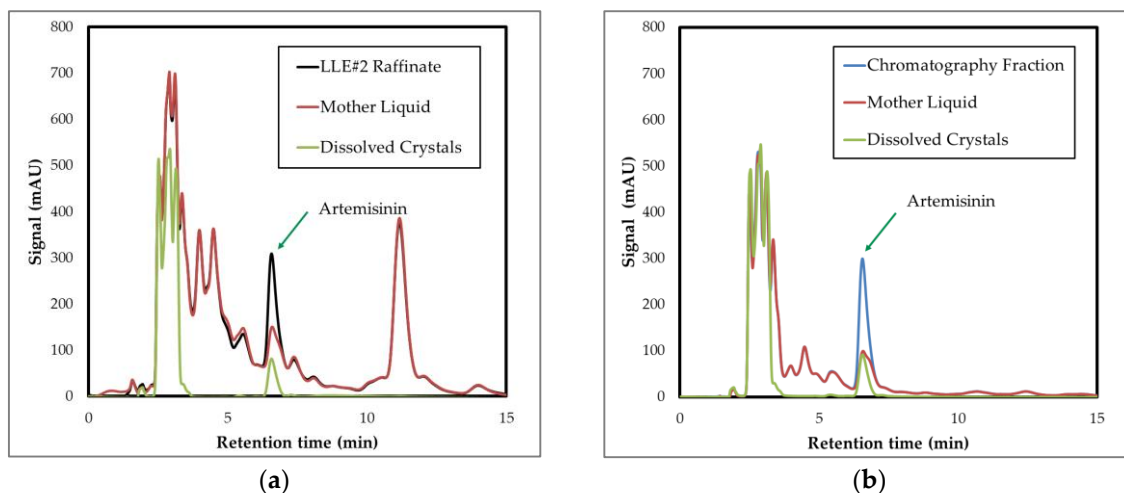 800
700
600
500
400
300
200
100
0
Signal (mAU)
LLE#2 Raffinate
Mother Liquid
Dissolved Crystals
Artemisinin
0 5 10 15
Retention time (min)
(a)
800
700
600
500
400
300
200
100
0
Signal (mAU)
Chromatography Fraction
Mother Liquid
Dissolved Crystals
Artemisinin
0 5 10 15
Retention time (min)
(b)